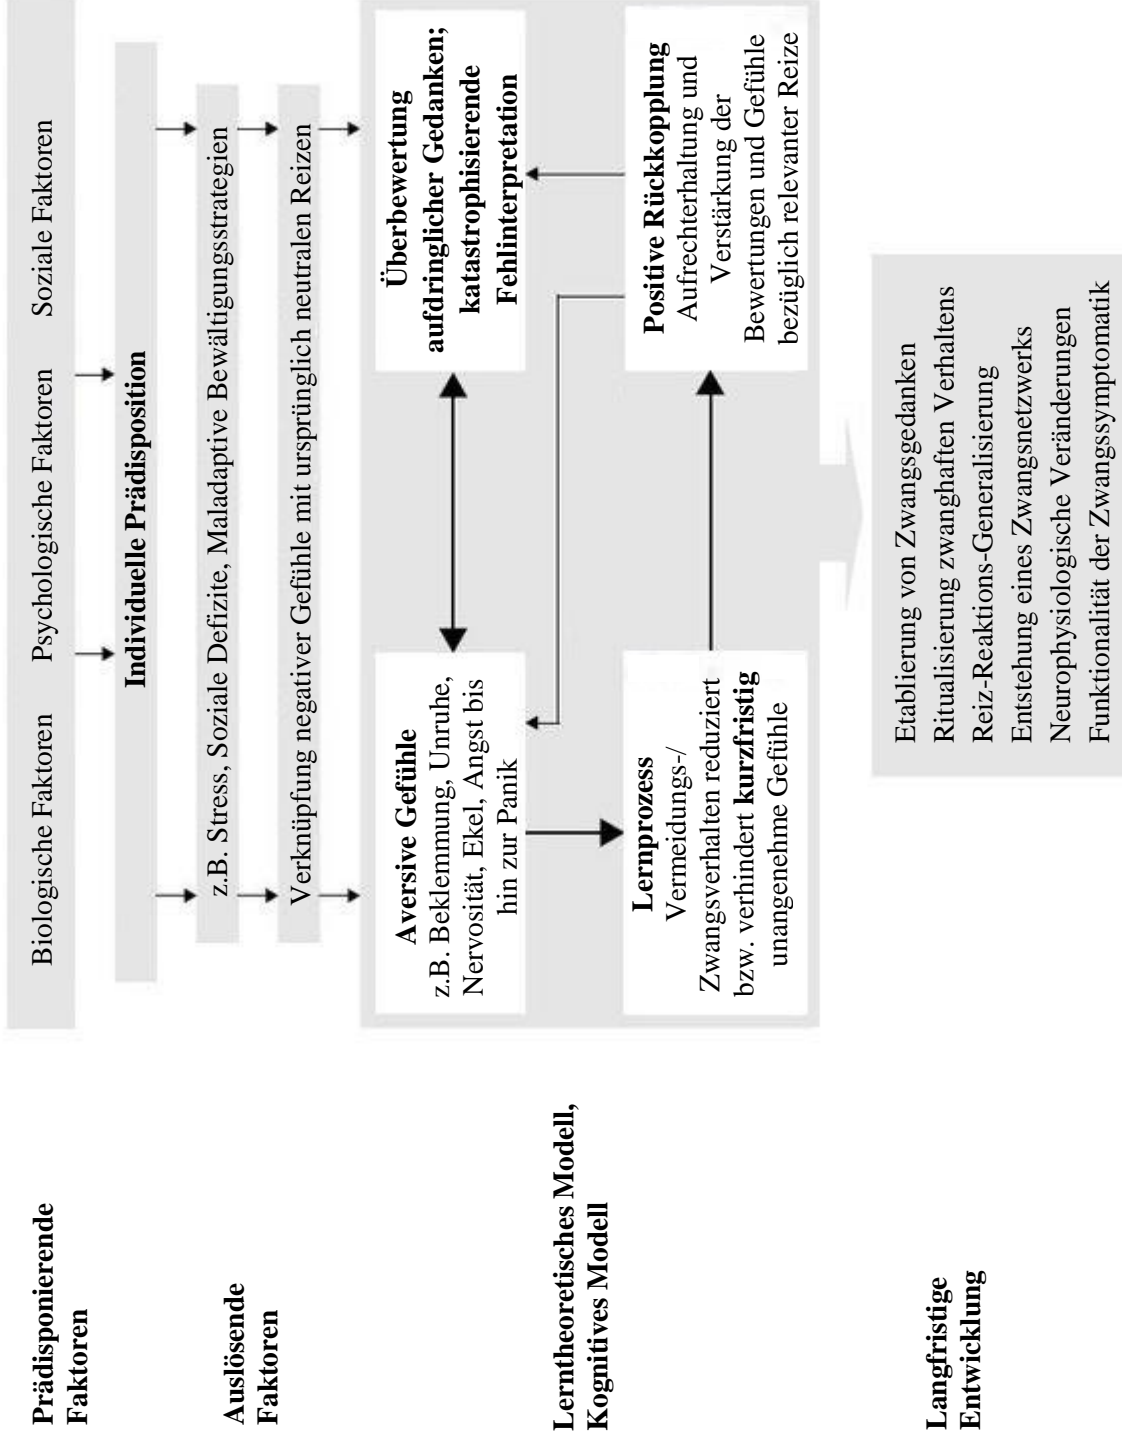 Prädisponierende
Faktoren
Biologische Faktoren Psychologische Faktoren Soziale Faktoren
Individuelle Prädisposition
Auslösende
Faktoren
z.B. Stress, Soziale Defizite, Maladaptive Bewältigungsstrategien
Verknüpfung negativer Gefühle mit ursprünglich neutralen Reizen
Lerntheoretisches Modell,
Kognitives Modell
Aversive Gefühle
z.B. Beklemmung, Unruhe,
Nervosität, Ekel, Angst bis
hin zur Panik
Überbewertung
aufdringlicher Gedanken;
katastrophisierende
Fehlinterpretation
Lernprozess
Vermeidungs-/
Zwangsverhalten reduziert
bzw. verhindert kurzfristig
unangenehme Gefühle
Positive Rückkopplung
Aufrechterhaltung und
Verstärkung der
Bewertungen und Gefühle
bezüglich relevanter Reize
Langfristige
Entwicklung
Etablierung von Zwangsgedanken
Ritualisierung zwanghaften Verhaltens
Reiz-Reaktions-Generalisierung
Entstehung eines Zwangsnetzwerks
Neurophysiologische Veränderungen
Funktionalität der Zwangssymptomatik